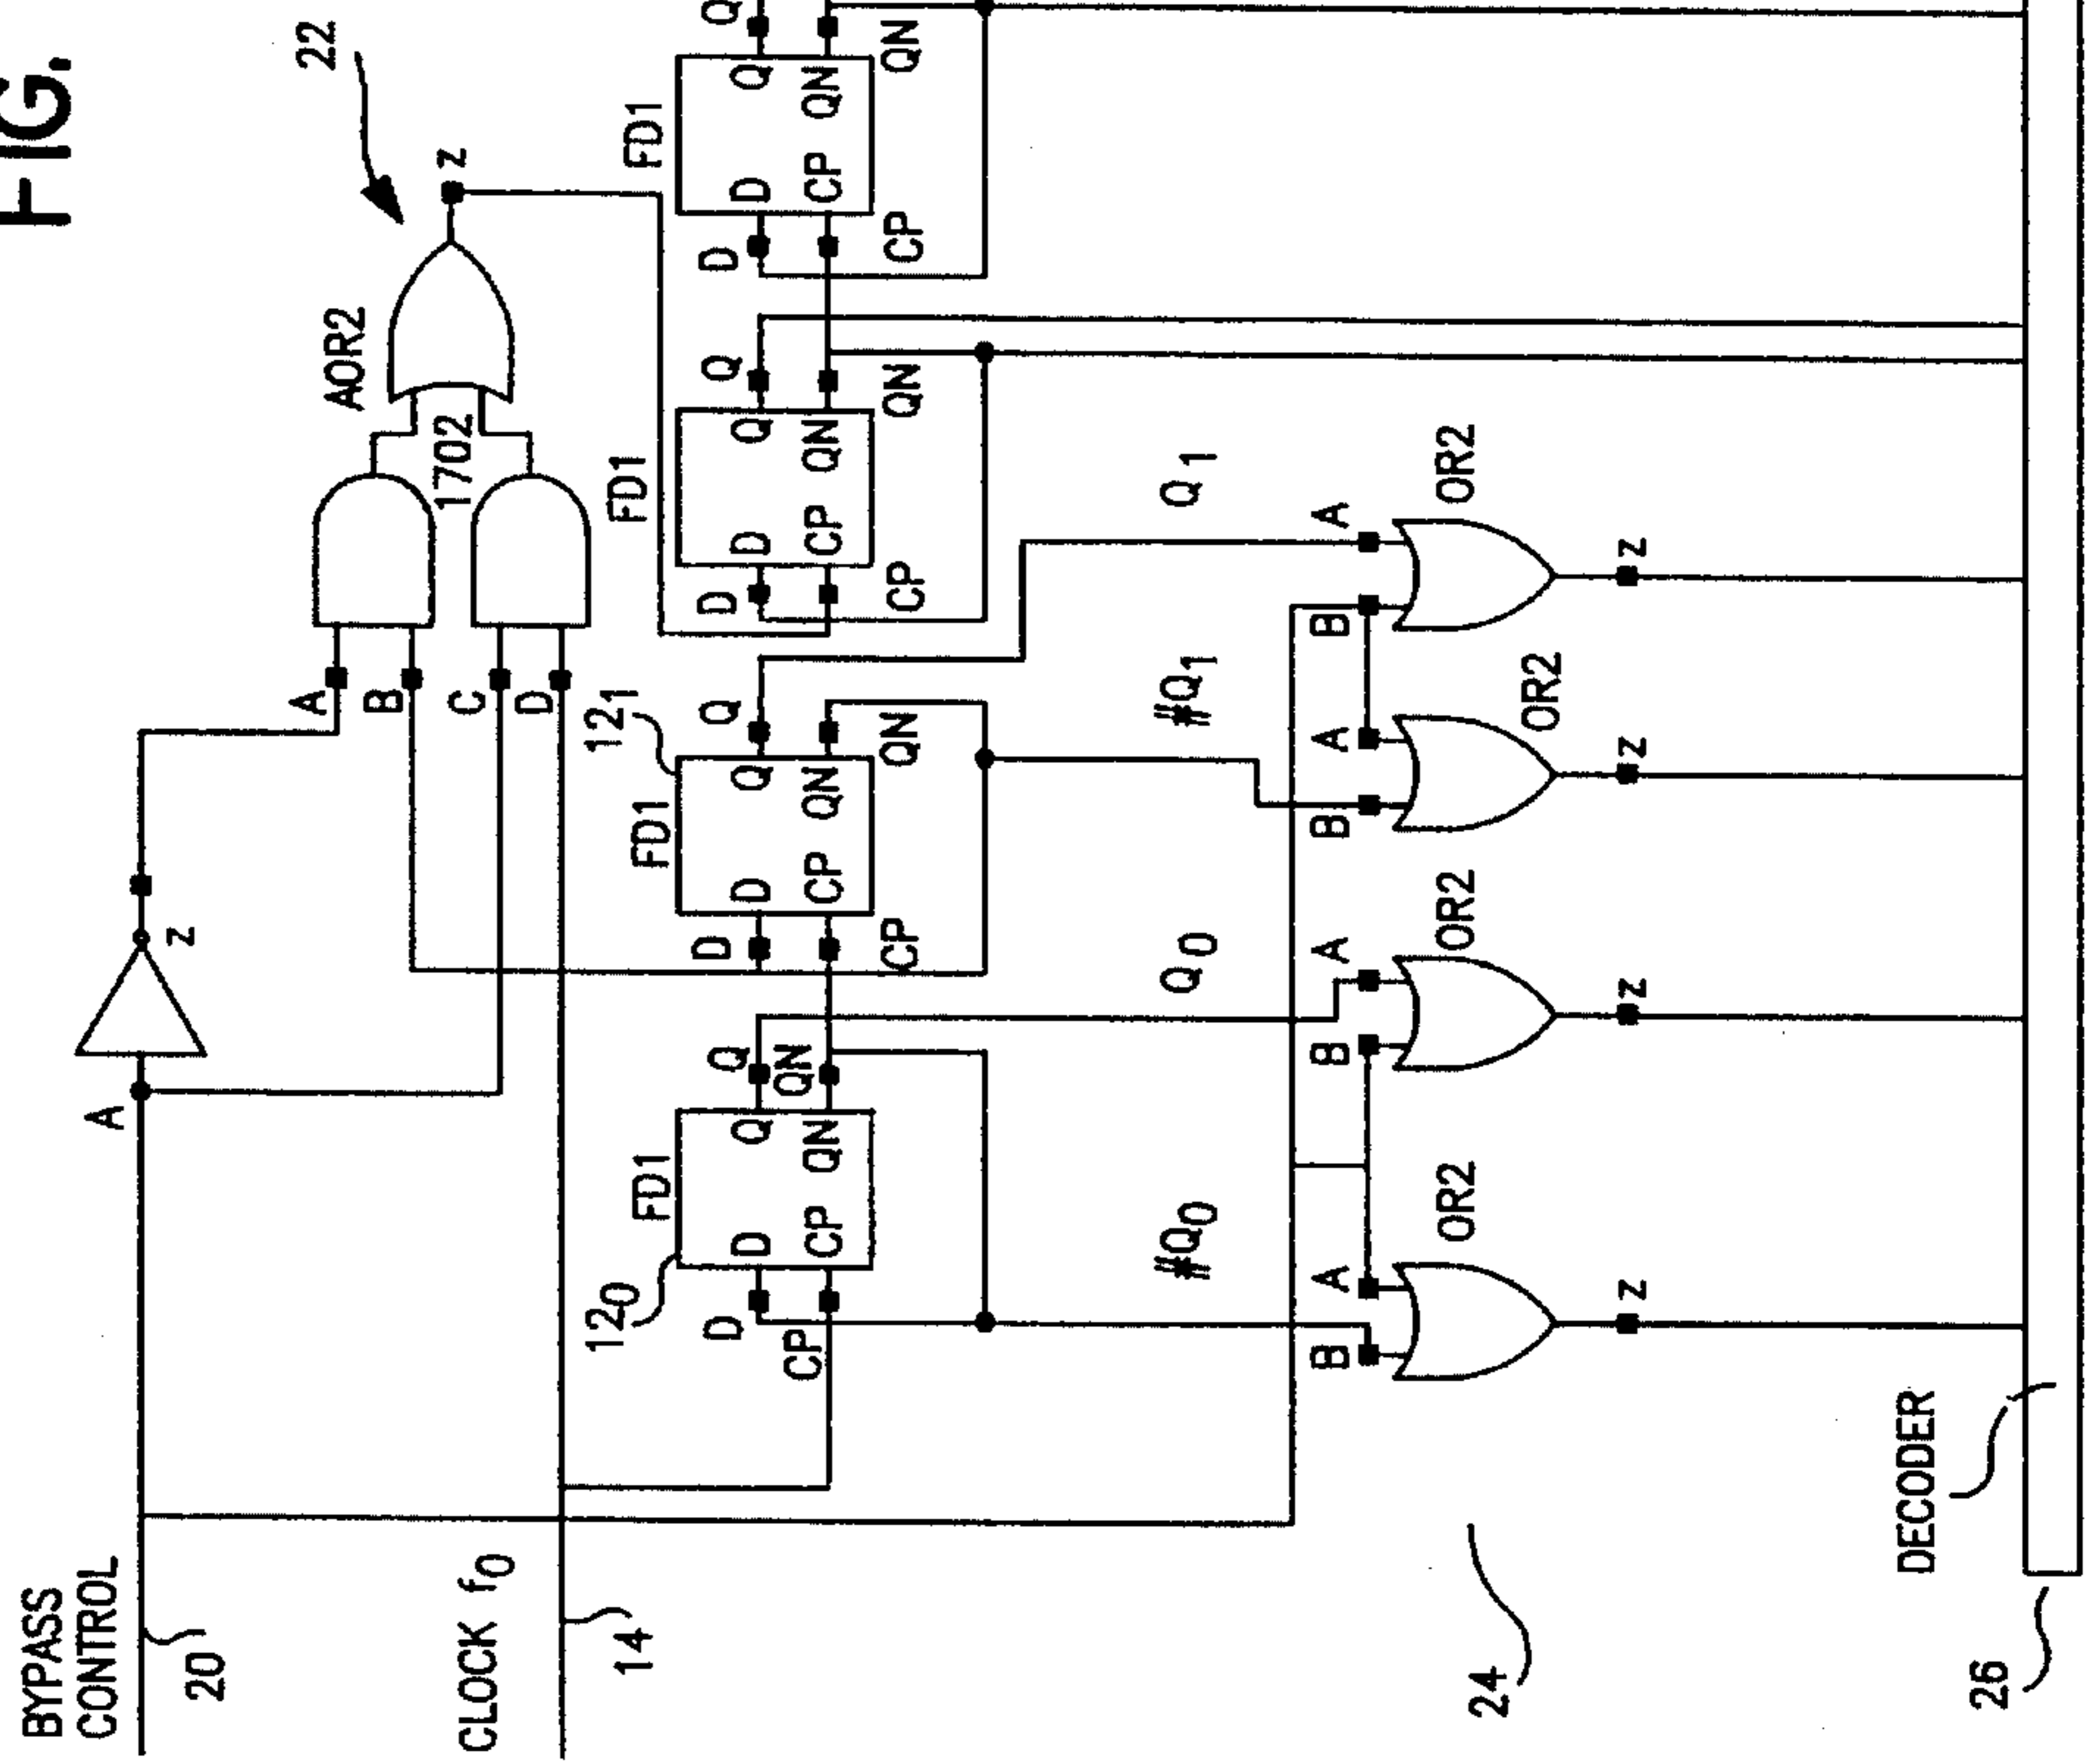 FIG.
BYPASS
CONTROL
A
20
z
22
A
AOR2
B
CLOCK f0
C
1702
z
D
14
120
FD1
121
FD1
FD1
FD1
D
Q
D
Q
D
Q
D
Q
D
Q
D
Q
D
Q
D
Q
CP
QN
CP
QN
CP
QN
CP
QN
CP
QN
CP
QN
CP
QN
CP
QN
#Q0
Q0
#Q1
Q1
B
A
B
A
B
A
B
A
OR2
OR2
OR2
OR2
24
z
z
z
z
DECODER
26